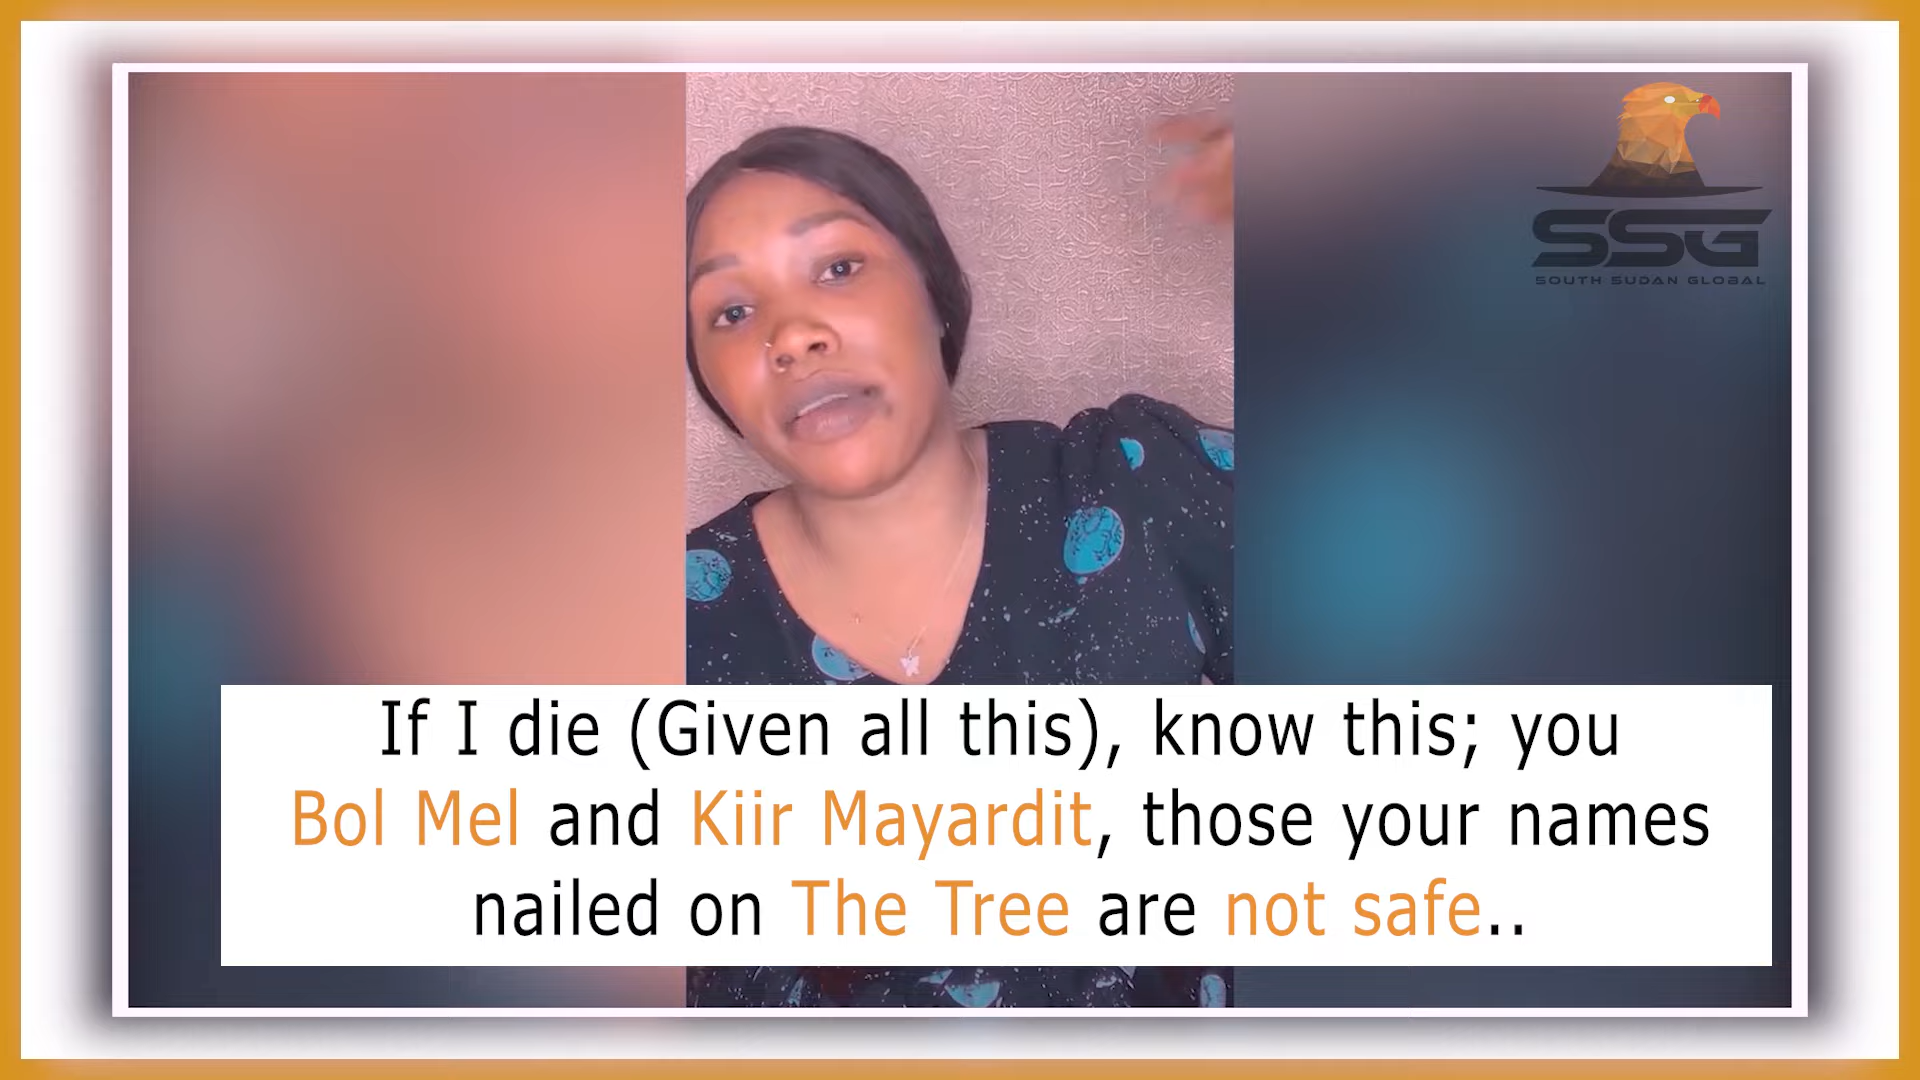 SSG
SOUTH SUDAN GLOBAL
If I die (Given all this), know this; you
Bol Mel and Kiir Mayardit, those your names
nailed on The Tree are not safe..